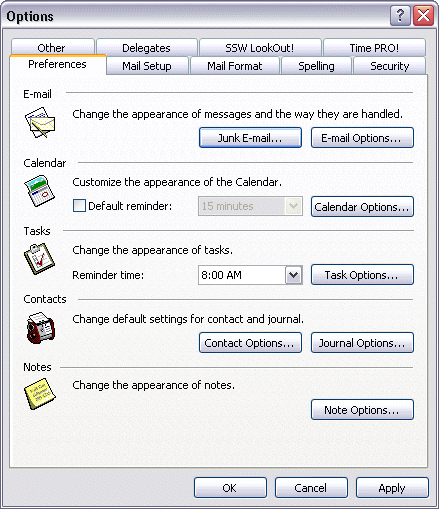 Options
Other Delegates SSW LookOut! Time PRO!
Preferences Mail Setup Mail Format Spelling Security
E-mail
Change the appearance of messages and the way they are handled.
Junk E-mail... E-mail Options...
Calendar
Customize the appearance of the Calendar.
Default reminder: 15 minutes Calendar Options...
Tasks
Change the appearance of tasks.
Reminder time: 8:00 AM Task Options...
Contacts
Change default settings for contact and journal.
Contact Options... Journal Options...
Notes
Change the appearance of notes.
Note Options...
OK Cancel Apply